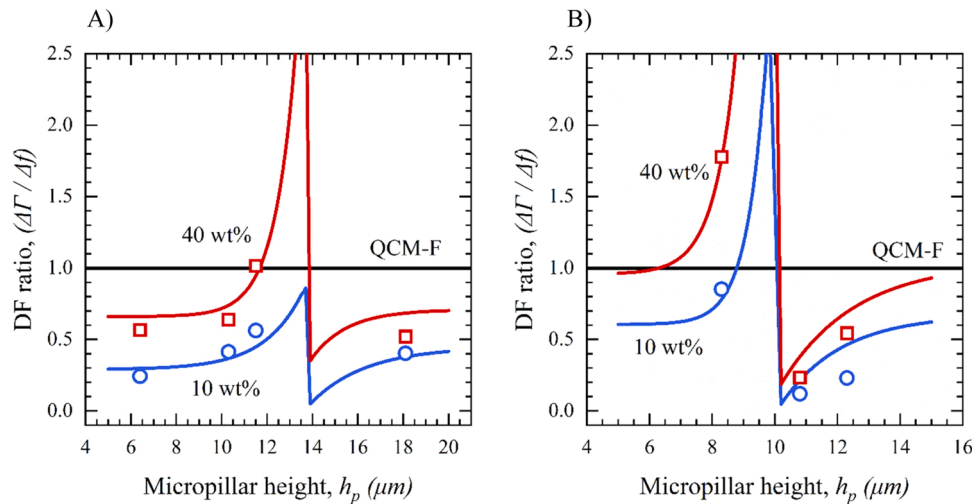 A)
2.5
2.0
1.5
1.0
0.5
0.0
DF ratio, (ΔΓ / Δf)
40 wt%
QCM-F
10 wt%
4 6 8 10 12 14 16 18 20
Micropillar height, hₚ (μm)
B)
2.5
2.0
1.5
1.0
0.5
0.0
DF ratio, (ΔΓ / Δf)
40 wt%
QCM-F
10 wt%
4 6 8 10 12 14 16
Micropillar height, hₚ (μm)